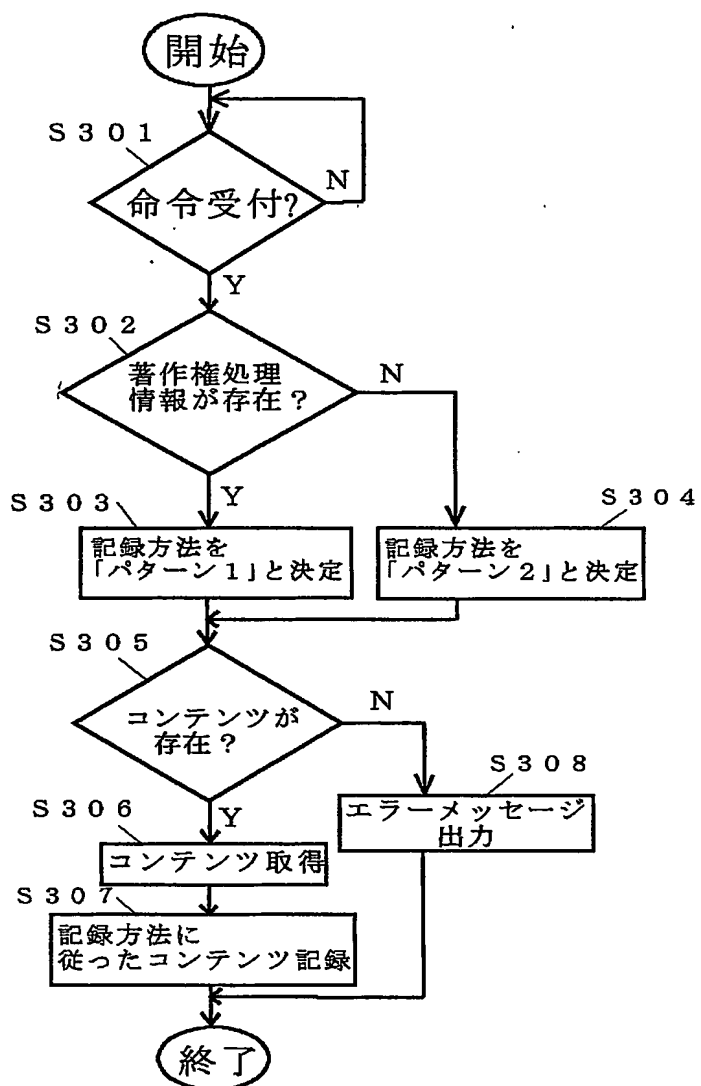 開始
Ｓ３０１
命令受付?
N
Y
Ｓ３０２
著作権処理
情報が存在？
N
Y
Ｓ３０３
Ｓ３０４
記録方法を
「パターン１」と決定
記録方法を
「パターン２」と決定
Ｓ３０５
コンテンツが
存在？
N
Y
Ｓ３０８
エラーメッセージ
出力
Ｓ３０６
コンテンツ取得
Ｓ３０７
記録方法に
従ったコンテンツ記録
終了